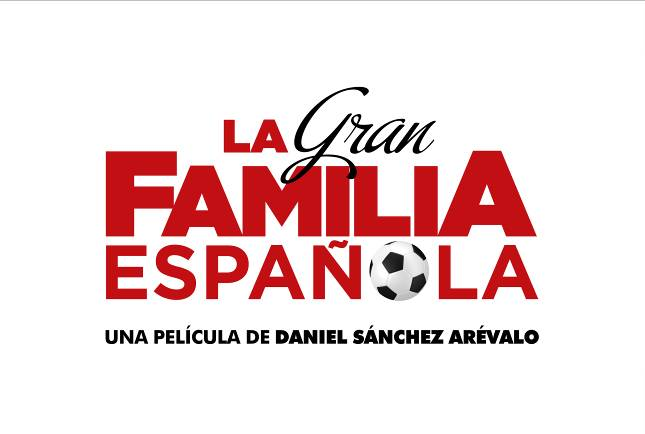 LA Gran
FAMILIA
ESPAÑOLA
UNA PELÍCULA DE DANIEL SÁNCHEZ ARÉVALO